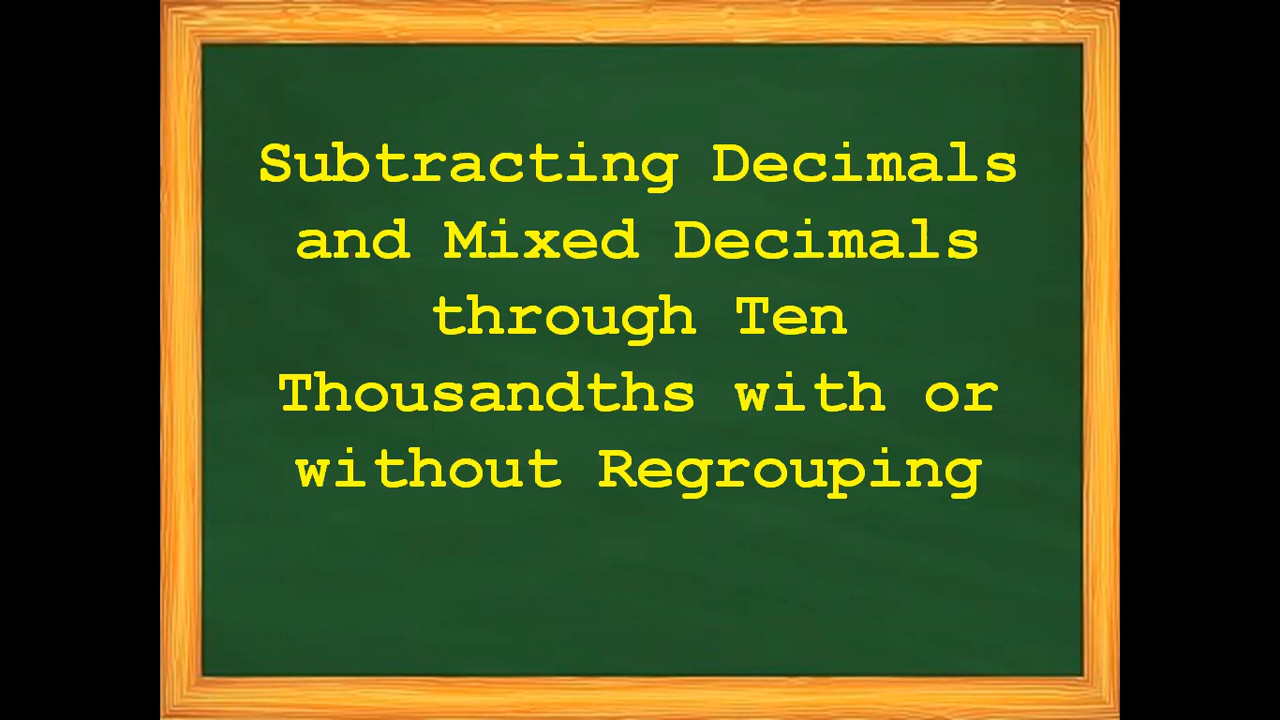 Subtracting Decimals
and Mixed Decimals
through Ten
Thousandths with or
without Regrouping